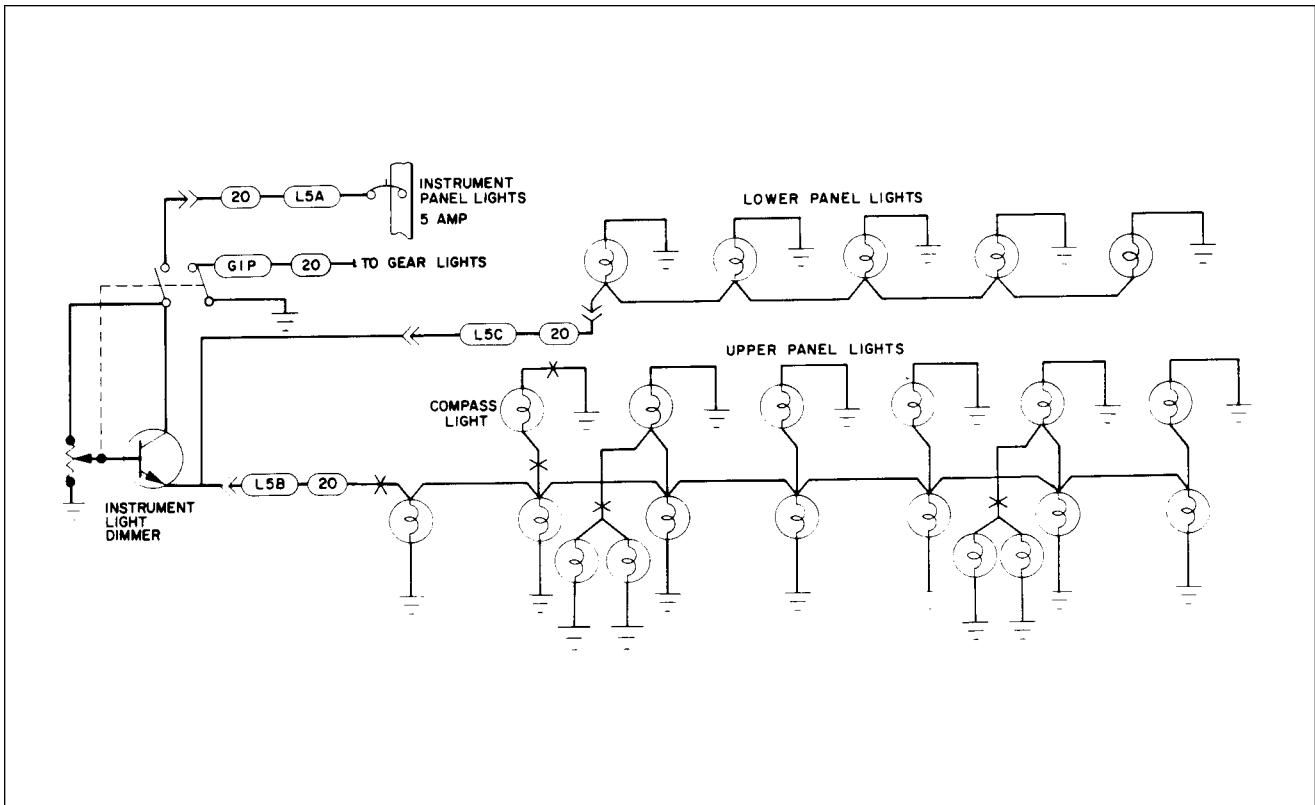 20
L5A
INSTRUMENT
PANEL LIGHTS
5 AMP
LOWER PANEL LIGHTS
G1P
20
TO GEAR LIGHTS
L5C
20
UPPER PANEL LIGHTS
COMPASS
LIGHT
L5B
20
INSTRUMENT
LIGHT
DIMMER